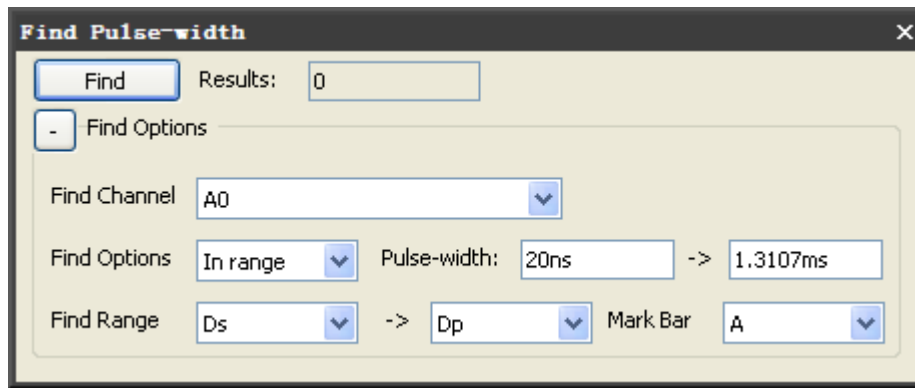 Find Pulse-width ×
Find Results: 0
- Find Options
Find Channel A0
Find Options In range Pulse-width: 20ns -> 1.3107ms
Find Range Ds -> Dp Mark Bar A